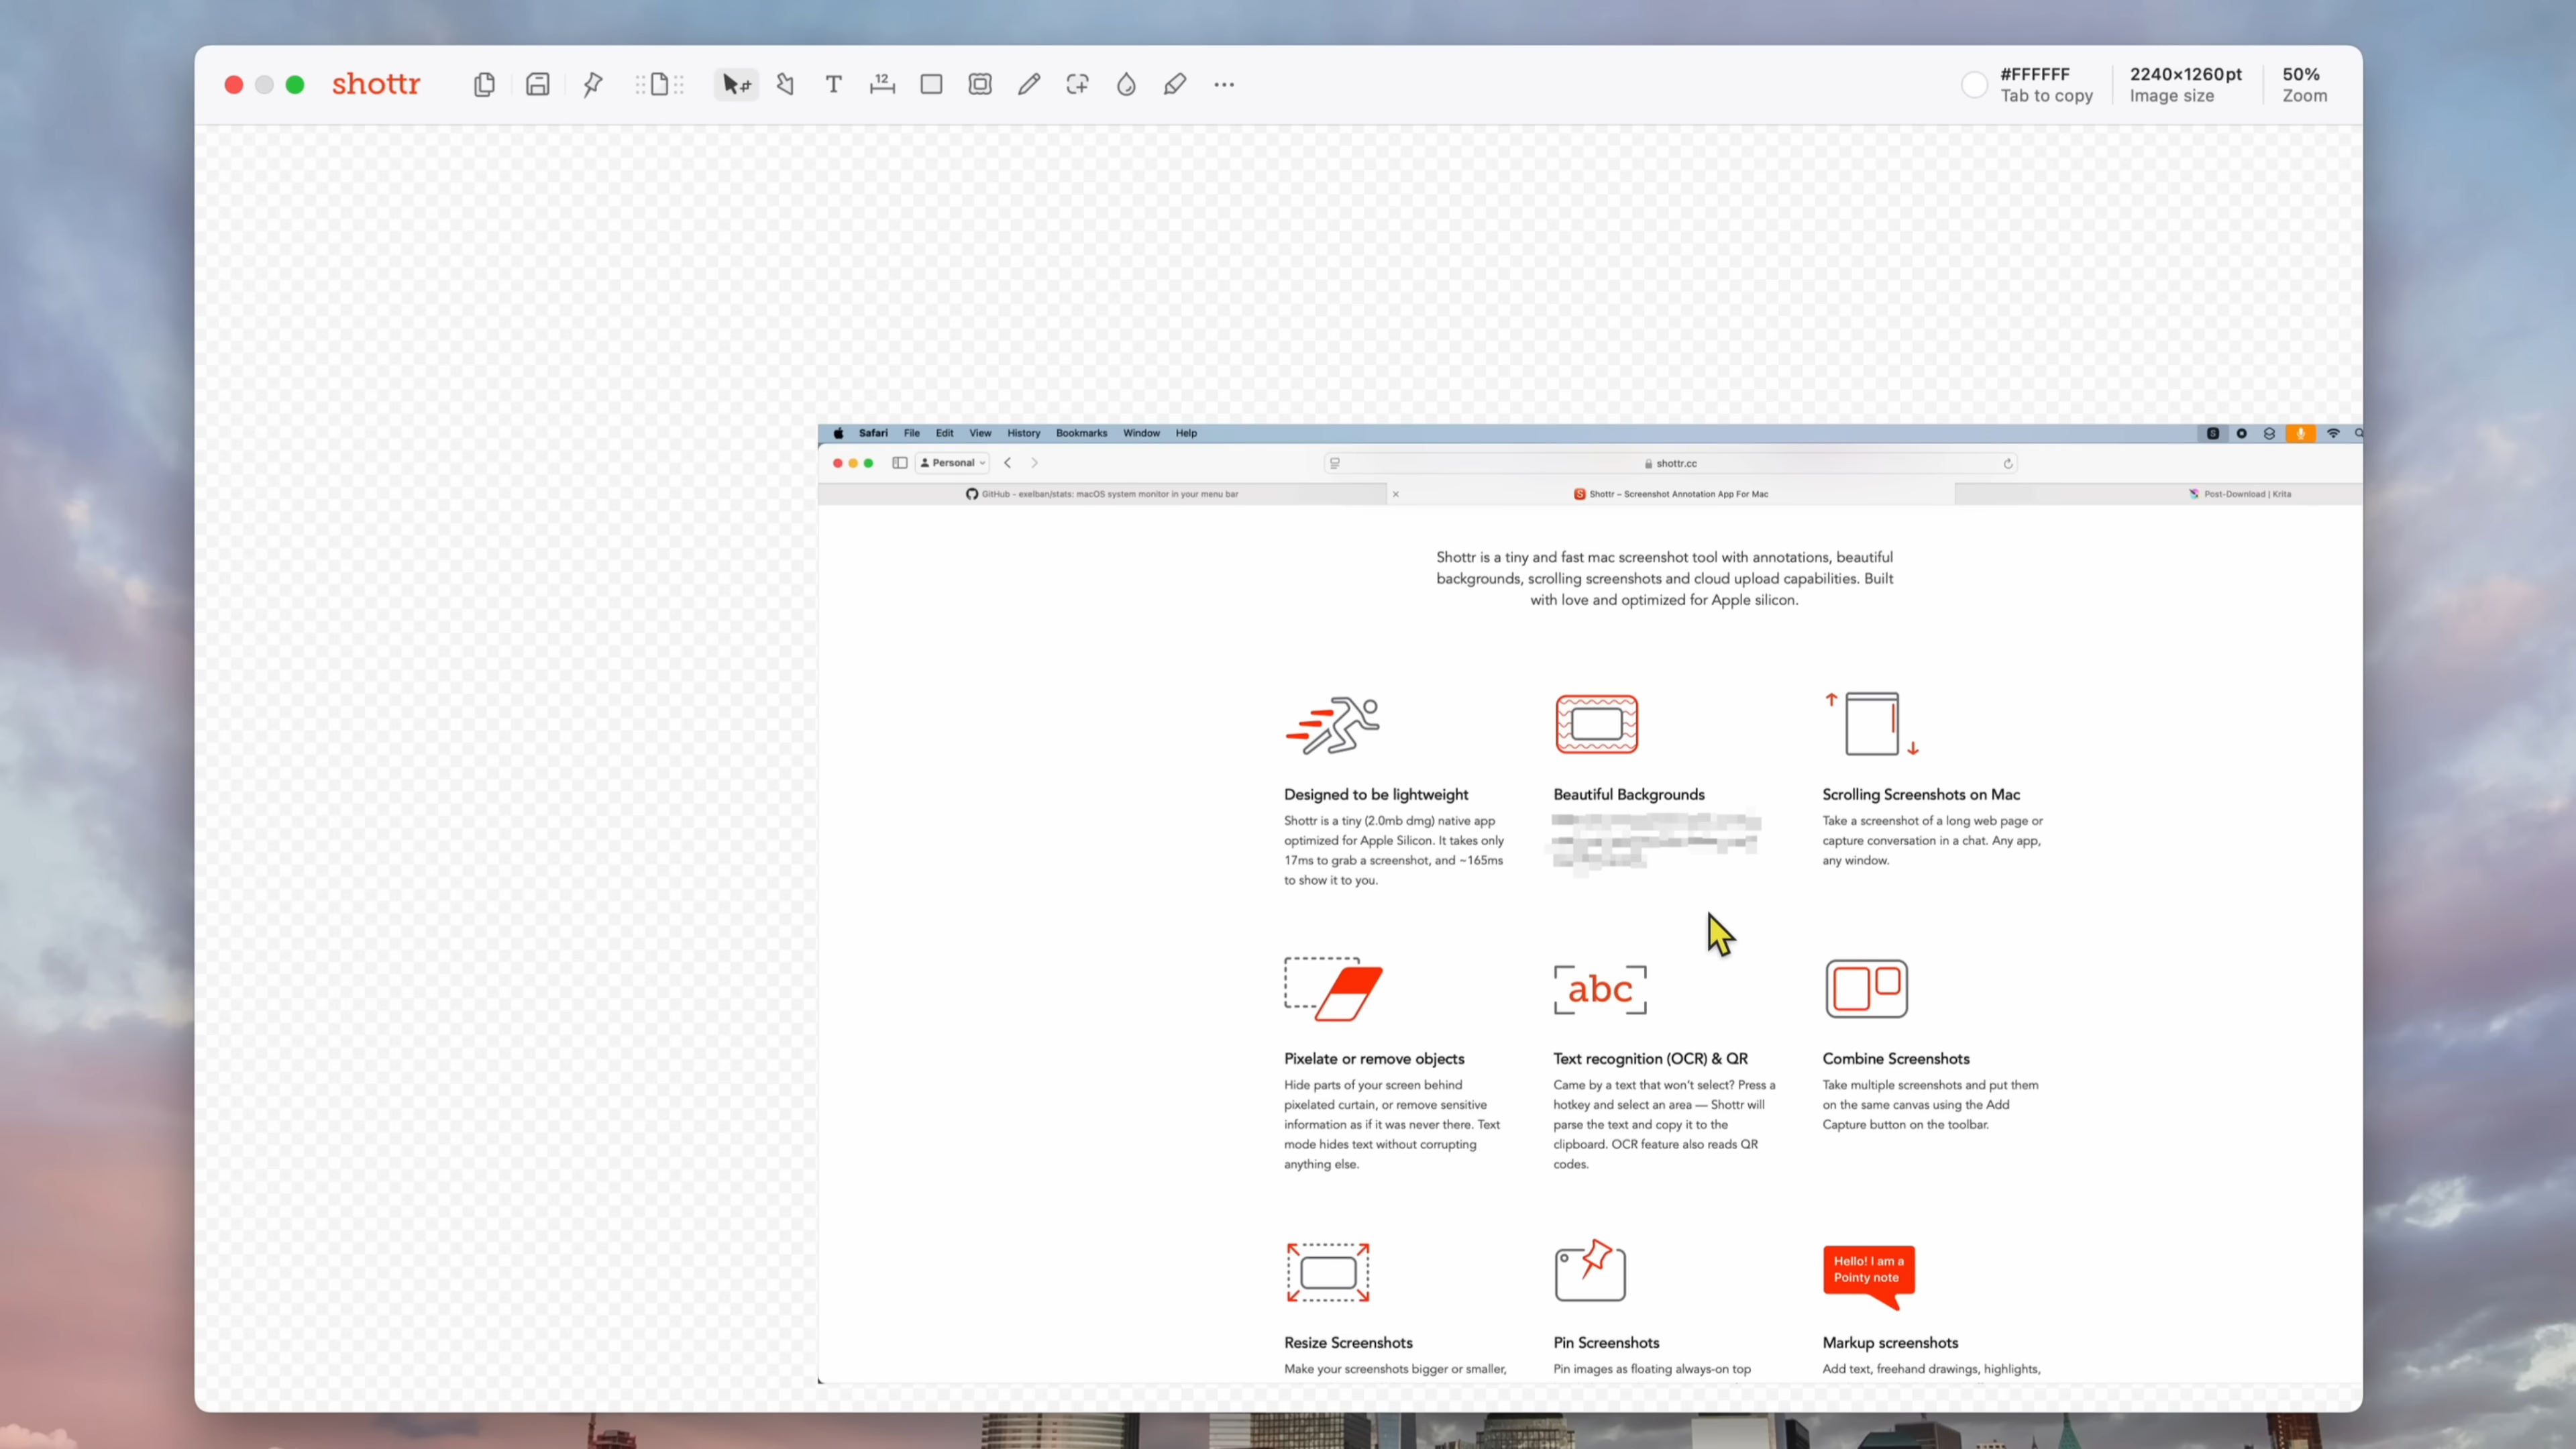 shottr
12
#FFFFFF
Tab to copy
2240×1260pt
Image size
50%
Zoom
Safari File Edit View History Bookmarks Window Help
Personal
shottr.cc
GitHub - exelban/stats: macOS system monitor in your menu bar
Shottr – Screenshot Annotation App For Mac
Post-Download | Krita
Shottr is a tiny and fast mac screenshot tool with annotations, beautiful
backgrounds, scrolling screenshots and cloud upload capabilities. Built
with love and optimized for Apple silicon.
Designed to be lightweight
Shottr is a tiny (2.0mb dmg) native app
optimized for Apple Silicon. It takes only
17ms to grab a screenshot, and ~165ms
to show it to you.
Beautiful Backgrounds
Scrolling Screenshots on Mac
Take a screenshot of a long web page or
capture conversation in a chat. Any app,
any window.
Pixelate or remove objects
Hide parts of your screen behind
pixelated curtain, or remove sensitive
information as if it was never there. Text
mode hides text without corrupting
anything else.
abc
Text recognition (OCR) & QR
Came by a text that won't select? Press a
hotkey and select an area — Shottr will
parse the text and copy it to the
clipboard. OCR feature also reads QR
codes.
Combine Screenshots
Take multiple screenshots and put them
on the same canvas using the Add
Capture button on the toolbar.
Resize Screenshots
Make your screenshots bigger or smaller,
Pin Screenshots
Pin images as floating always-on top
Hello! I am a
Pointy note
Markup screenshots
Add text, freehand drawings, highlights,